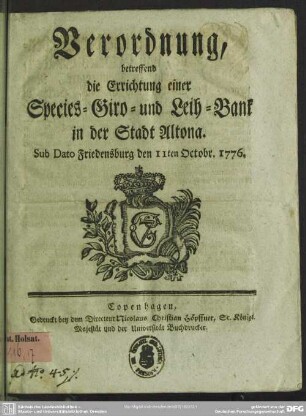 Verordnung,
betreffend
die Errichtung einer
Species-Giro- und Leih-Bank
in der Stadt Altona.
Sub Dato Friedensburg den 11ten Octobr. 1776.
Copenhagen,
Gedruckt bey dem Directeur Nicolaus Christian Höpffner, Sr. Königl.
Majestät und der Universität Buchdrucker.
Holsat.